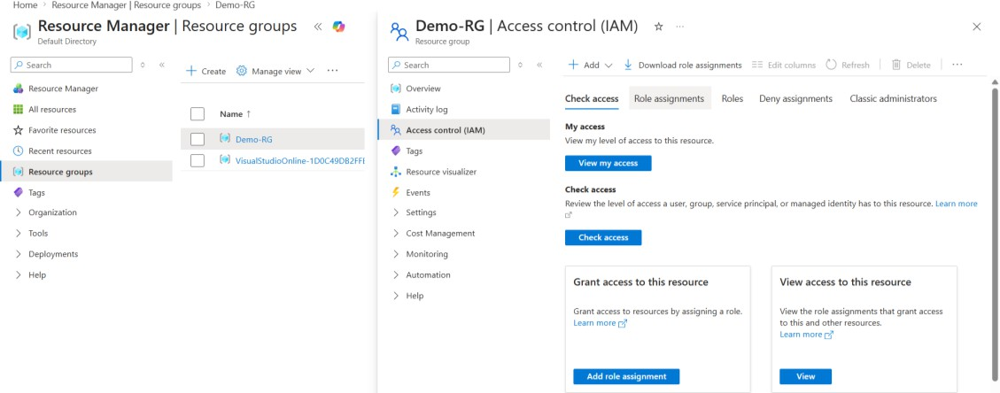 Home > Resource Manager | Resource groups > Demo-RG
Resource Manager | Resource groups
Default Directory
Search
Create
Manage view
Resource Manager
All resources
Favorite resources
Recent resources
Resource groups
Tags
Organization
Tools
Deployments
Help
Name ↑
Demo-RG
VisualStudioOnline-1D0C49DB2FFE
Demo-RG | Access control (IAM)
Resource group
Search
Overview
Activity log
Access control (IAM)
Tags
Resource visualizer
Events
Settings
Cost Management
Monitoring
Automation
Help
Add
Download role assignments
Edit columns
Refresh
Delete
Check access
Role assignments
Roles
Deny assignments
Classic administrators
My access
View my level of access to this resource.
View my access
Check access
Review the level of access a user, group, service principal, or managed identity has to this resource. Learn more
Check access
Grant access to this resource
Grant access to resources by assigning a role.
Learn more
Add role assignment
View access to this resource
View the role assignments that grant access
to this and other resources.
Learn more
View